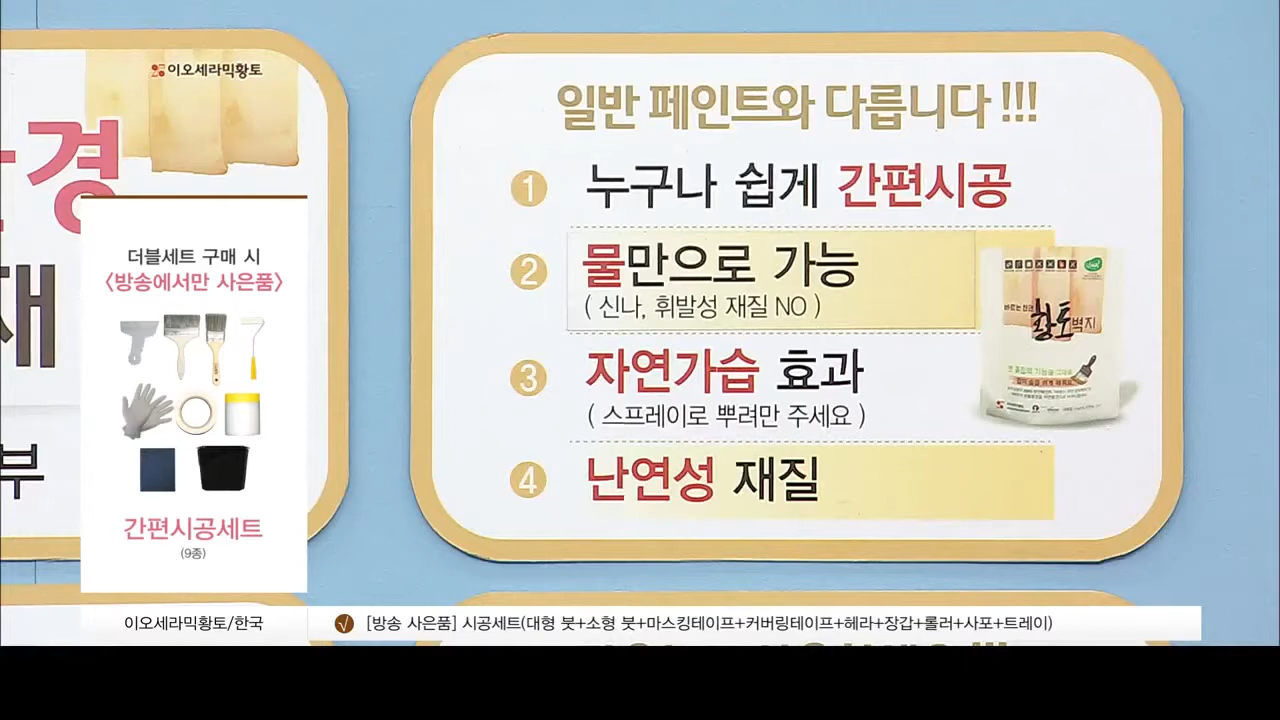 이오세라믹황토
경
재
부
더블세트 구매 시
<방송에서만 사은품>
간편시공세트
(9종)
일반 페인트와 다릅니다 !!!
1 누구나 쉽게 간편시공
2 물만으로 가능
( 신나, 휘발성 재질 NO )
3 자연가습 효과
( 스프레이로 뿌려만 주세요 )
4 난연성 재질
바르는 천연
황토벽지
이오세라믹황토/한국
√ [방송 사은품] 시공세트(대형 붓+소형 붓+마스킹테이프+커버링테이프+헤라+장갑+롤러+사포+트레이)